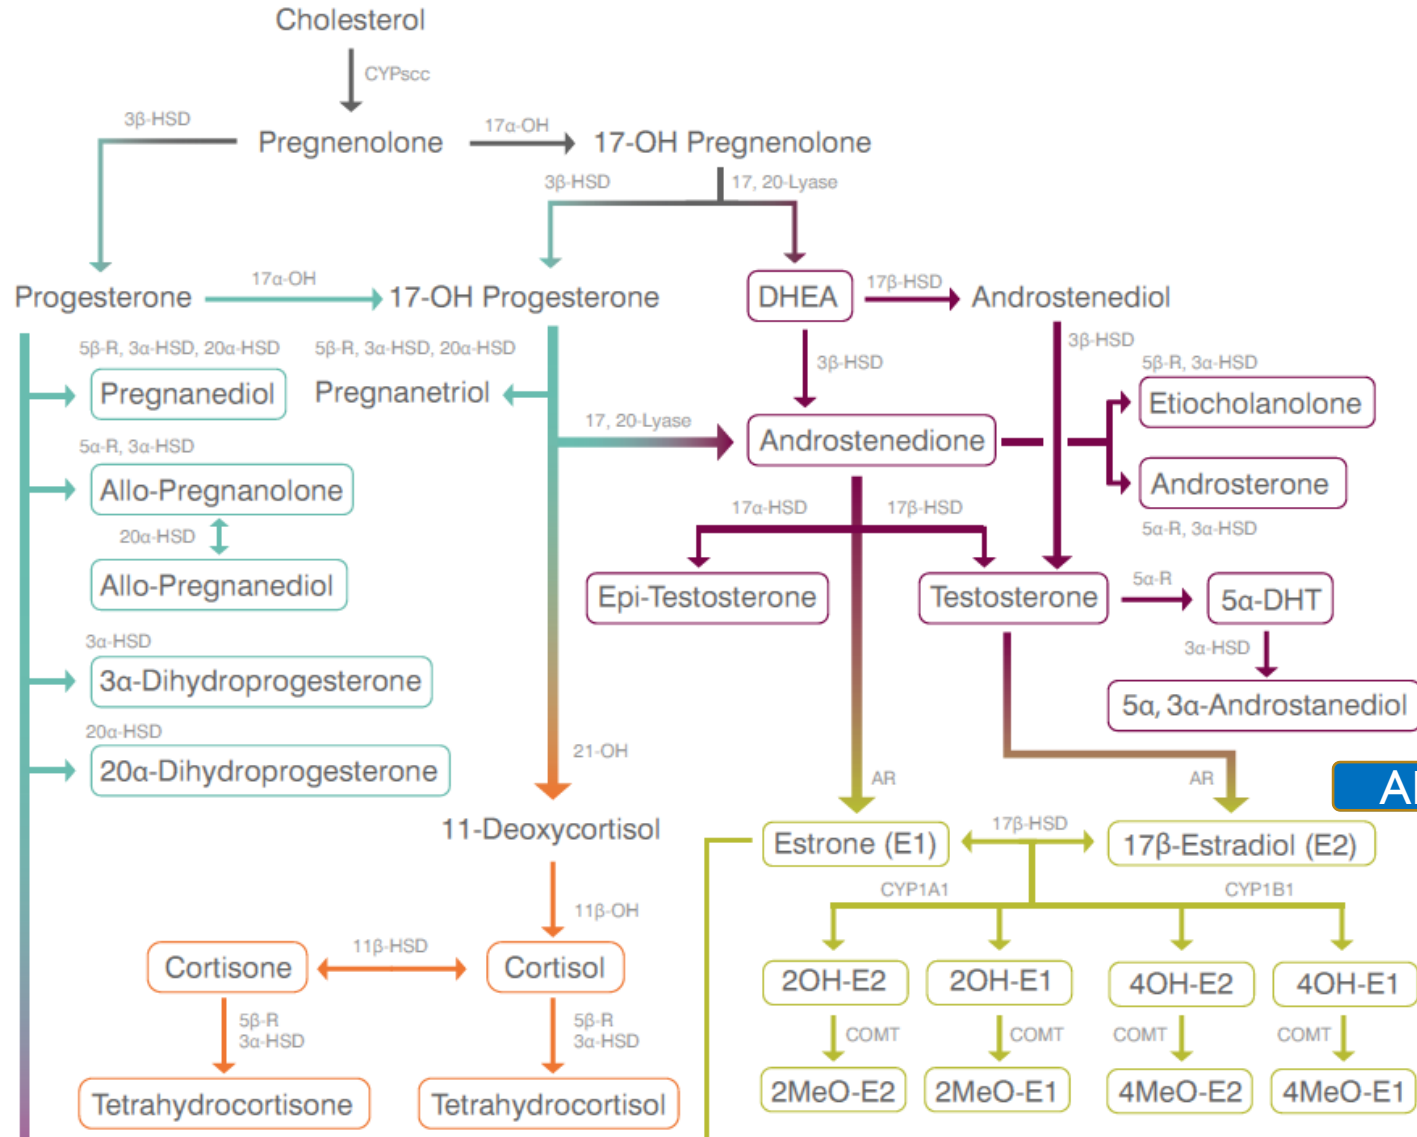 Cholesterol
CYPscc
3β-HSD
Pregnenolone
17α-OH
17-OH Pregnenolone
3β-HSD
17, 20-Lyase
Progesterone
17α-OH
17-OH Progesterone
DHEA
17β-HSD
Androstenediol
5β-R, 3α-HSD, 20α-HSD
Pregnanediol
5β-R, 3α-HSD, 20α-HSD
Pregnanetriol
3β-HSD
3β-HSD
5β-R, 3α-HSD
Etiocholanolone
17, 20-Lyase
Androstenedione
5α-R, 3α-HSD
Allo-Pregnanolone
Androsterone
5α-R, 3α-HSD
20α-HSD
Allo-Pregnanediol
17α-HSD
17β-HSD
Epi-Testosterone
Testosterone
5α-R
5α-DHT
3α-HSD
3α-Dihydroprogesterone
3α-HSD
5α, 3α-Androstanediol
20α-HSD
20α-Dihydroprogesterone
21-OH
AR
AR
11-Deoxycortisol
Estrone (E1)
17β-HSD
17β-Estradiol (E2)
CYP1A1
CYP1B1
11β-OH
Cortisone
11β-HSD
Cortisol
2OH-E2
2OH-E1
4OH-E2
4OH-E1
5β-R
3α-HSD
5β-R
3α-HSD
COMT
COMT
COMT
COMT
Tetrahydrocortisone
Tetrahydrocortisol
2MeO-E2
2MeO-E1
4MeO-E2
4MeO-E1